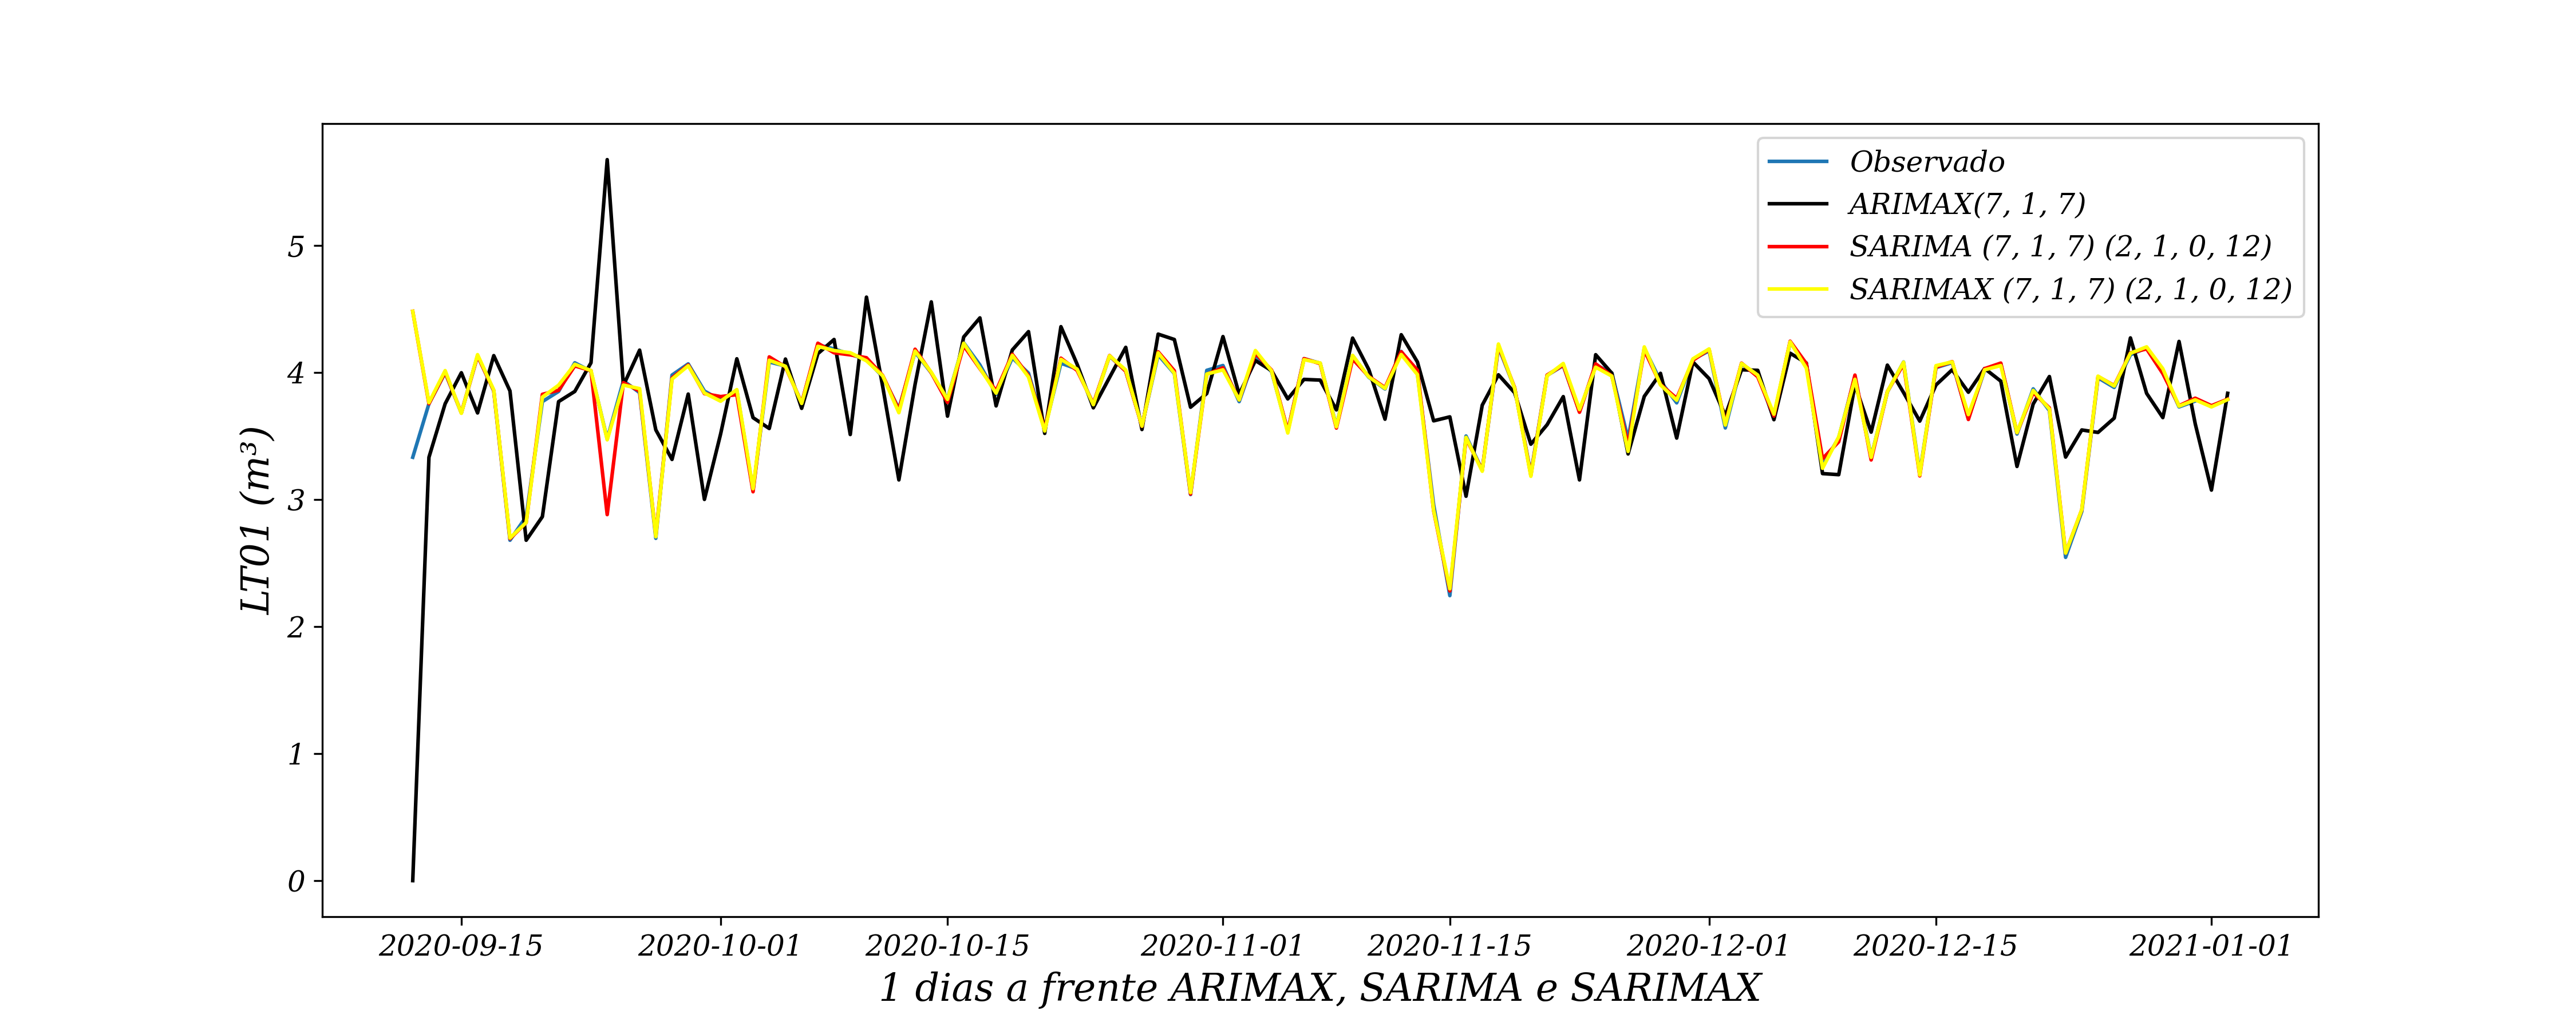 Observado
ARIMAX(7, 1, 7)
SARIMA (7, 1, 7) (2, 1, 0, 12)
SARIMAX (7, 1, 7) (2, 1, 0, 12)
LT01 (m³)
5
4
3
2
1
0
2020-09-15 2020-10-01 2020-10-15 2020-11-01 2020-11-15 2020-12-01 2020-12-15 2021-01-01
1 dias a frente ARIMAX, SARIMA e SARIMAX